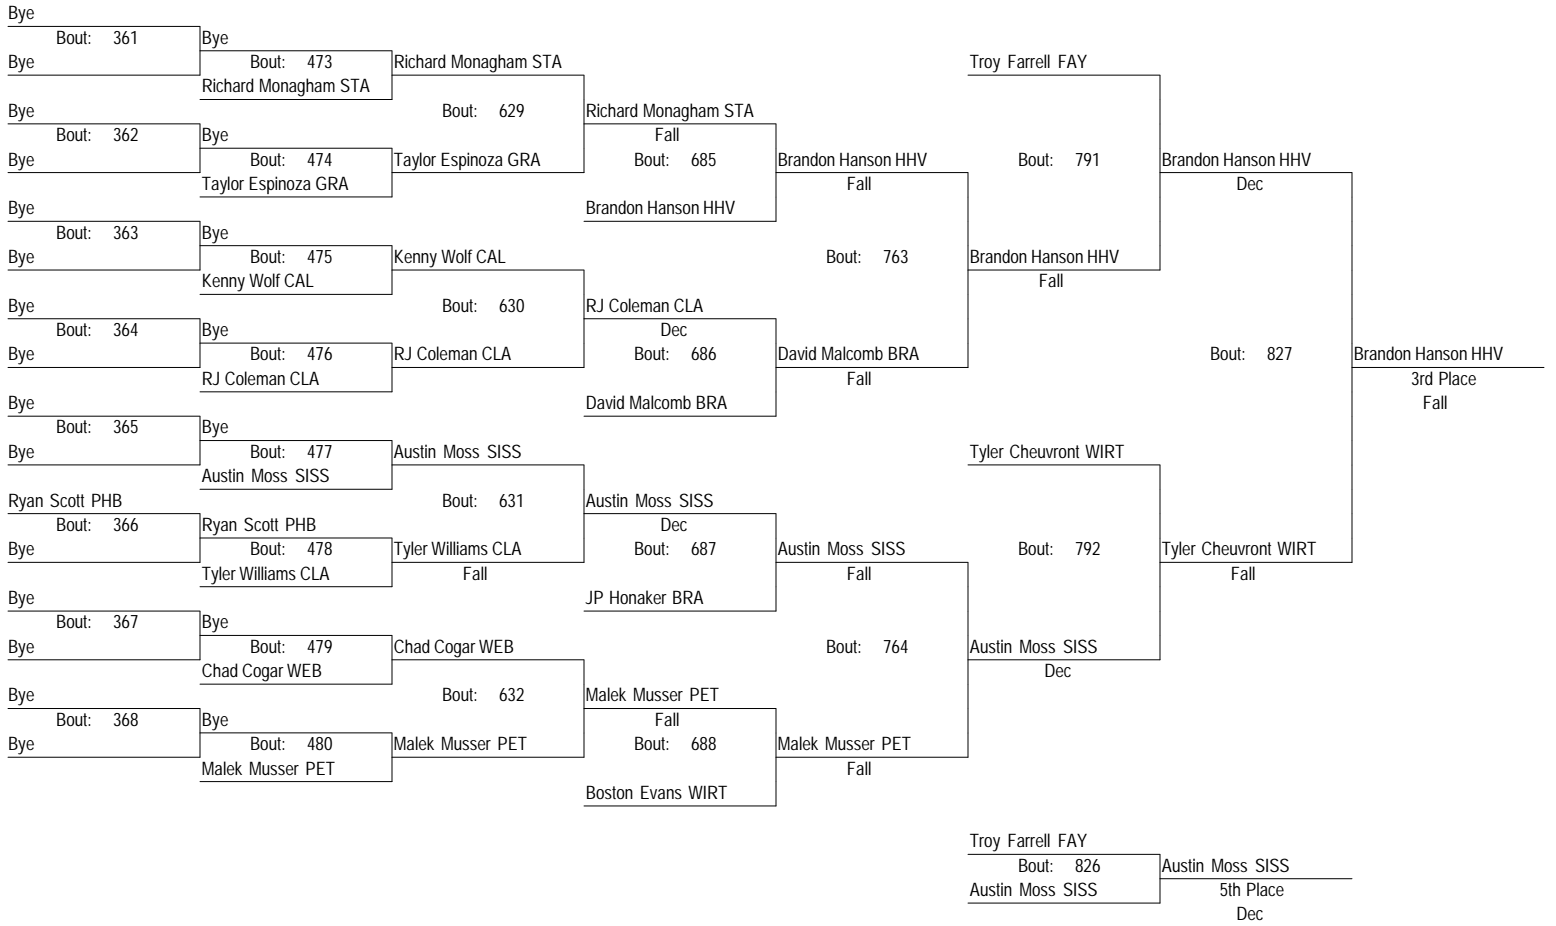 Bye
Bout: 361 Bye
Bye Bout: 473 Richard Monagham STA Troy Farrell FAY
Richard Monagham STA
Bye Bout: 629 Richard Monagham STA
Bout: 362 Bye Fall
Bye Bout: 474 Taylor Espinoza GRA Bout: 685 Brandon Hanson HHV Bout: 791 Brandon Hanson HHV
Taylor Espinoza GRA Fall Dec
Bye Brandon Hanson HHV
Bout: 363 Bye
Bye Bout: 475 Kenny Wolf CAL Bout: 763 Brandon Hanson HHV
Kenny Wolf CAL Fall
Bye Bout: 630 RJ Coleman CLA
Bout: 364 Bye Dec
Bye Bout: 476 RJ Coleman CLA Bout: 686 David Malcomb BRA Bout: 827 Brandon Hanson HHV
RJ Coleman CLA Fall 3rd Place
Bye David Malcomb BRA Fall
Bout: 365 Bye
Bye Bout: 477 Austin Moss SISS Tyler Cheuvront WIRT
Austin Moss SISS
Ryan Scott PHB Bout: 631 Austin Moss SISS
Bout: 366 Ryan Scott PHB Dec
Bye Bout: 478 Tyler Williams CLA Bout: 687 Austin Moss SISS Bout: 792 Tyler Cheuvront WIRT
Tyler Williams CLA Fall Fall Fall
Bye JP Honaker BRA
Bout: 367 Bye
Bye Bout: 479 Chad Cogar WEB Bout: 764 Austin Moss SISS
Chad Cogar WEB Dec
Bye Bout: 632 Malek Musser PET
Bout: 368 Bye Fall
Bye Bout: 480 Malek Musser PET Bout: 688 Malek Musser PET
Malek Musser PET Fall
Boston Evans WIRT
Troy Farrell FAY
Bout: 826 Austin Moss SISS
Austin Moss SISS 5th Place
Dec